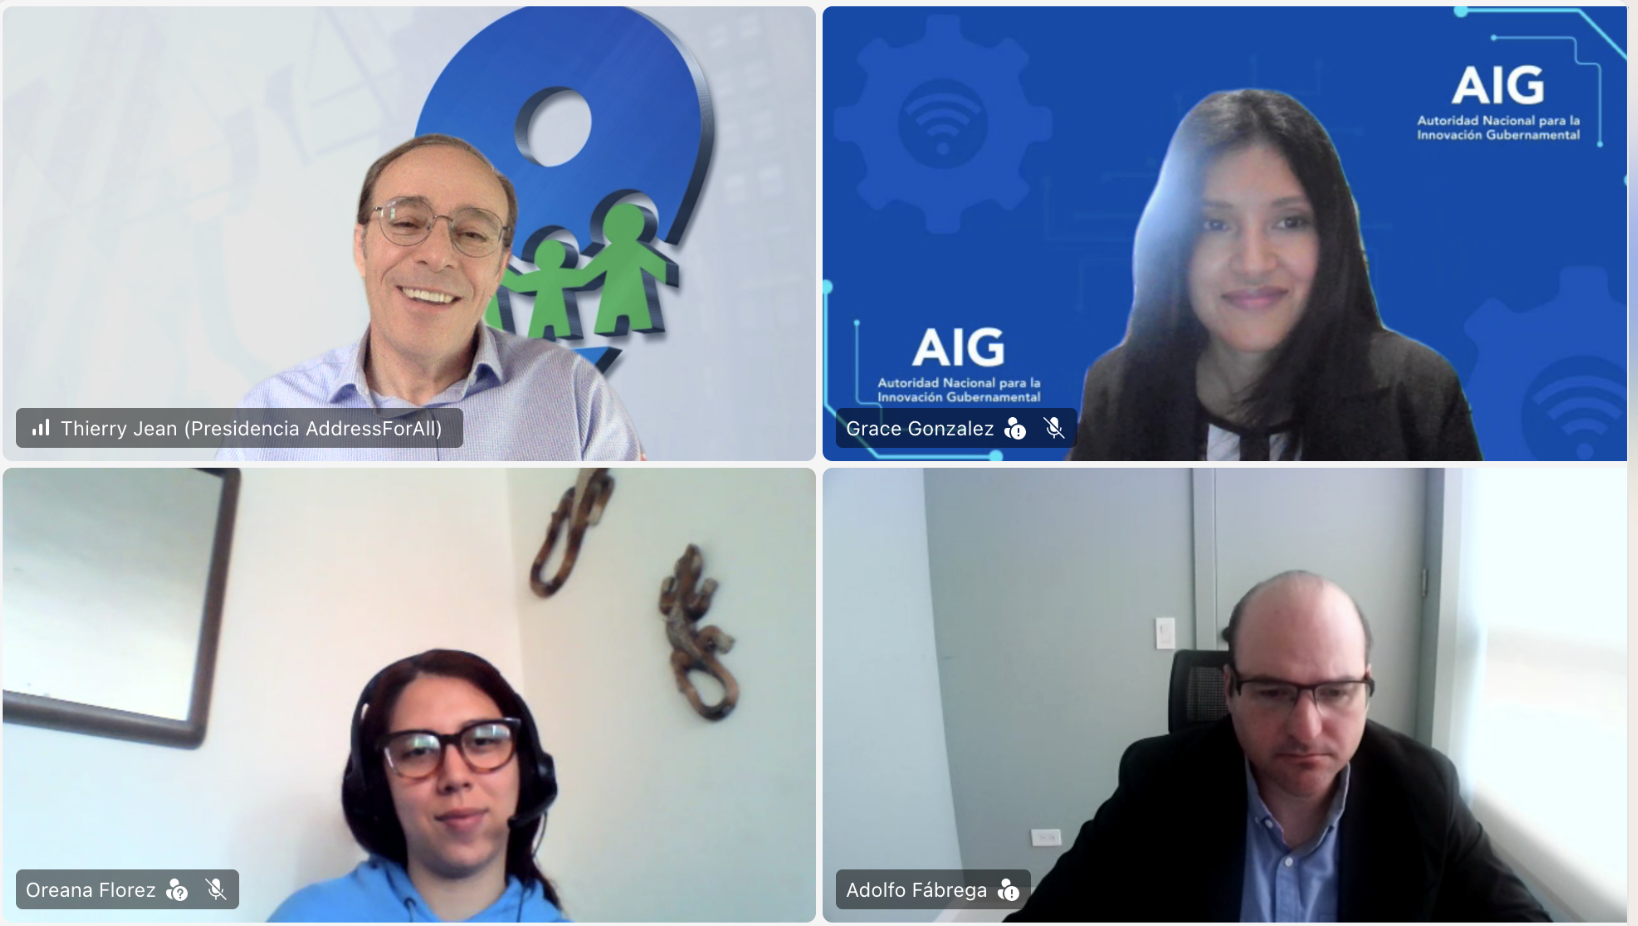 AIG
Autoridad Nacional para la
Innovación Gubernamental
AIG
Autoridad Nacional para la
Innovación Gubernamental
Thierry Jean (Presidencia AddressForAll)
Grace Gonzalez
Oreana Florez
Adolfo Fábrega